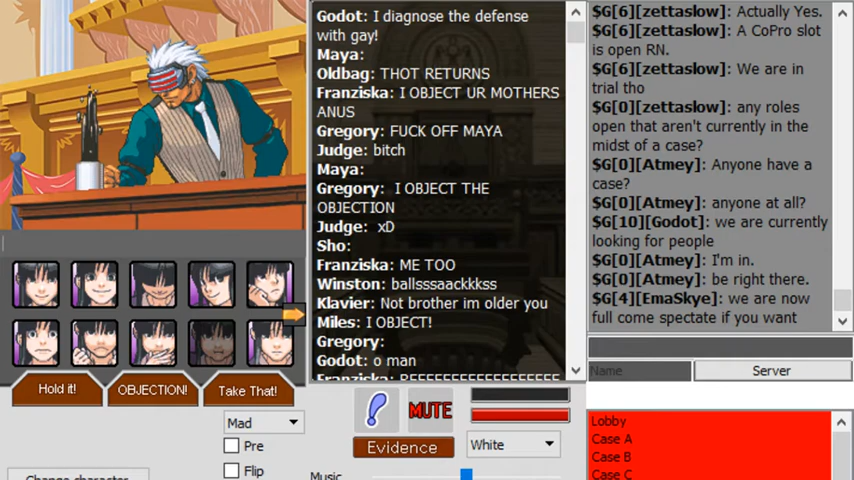 Godot: I diagnose the defense
with gay!
Maya:
Oldbag: THOT RETURNS
Franziska: I OBJECT UR MOTHERS
ANUS
Gregory: FUCK OFF MAYA
Judge: bitch
Maya:
Gregory: I OBJECT THE
OBJECTION
Judge: xD
Sho:
Franziska: ME TOO
Winston: ballsssaackkkss
Klavier: Not brother im older you
Miles: I OBJECT!
Gregory:
Godot: o man
Franziska: REEEEEEEEEEEEEEEEEEE
$G[6][zettaslow]: Actually Yes.
$G[6][zettaslow]: A CoPro slot
is open RN.
$G[6][zettaslow]: We are in
trial tho
$G[0][zettaslow]: any roles
open that aren't currently in the
midst of a case?
$G[0][Atmey]: Anyone have a
case?
$G[0][Atmey]: anyone at all?
$G[10][Godot]: we are currently
looking for people
$G[0][Atmey]: I'm in.
$G[0][Atmey]: be right there.
$G[4][EmaSkye]: we are now
full come spectate if you want
Name
Server
Hold it!
OBJECTION!
Take That!
MUTE
Mad
Evidence
White
Pre
Flip
Change character
Music
Lobby
Case A
Case B
Case C